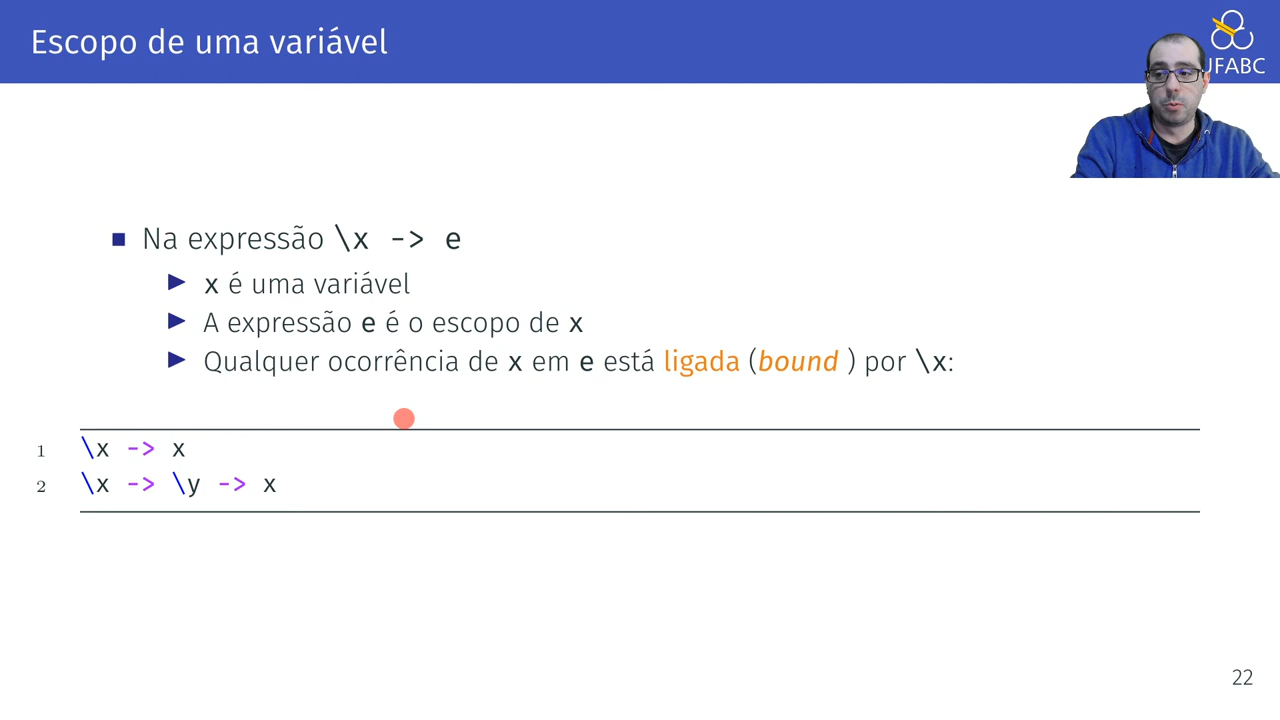 Escopo de uma variável
UFABC
Na expressão \x -> e
x é uma variável
A expressão e é o escopo de x
Qualquer ocorrência de x em e está ligada (bound ) por \x:
1 \x -> x
2 \x -> \y -> x
22